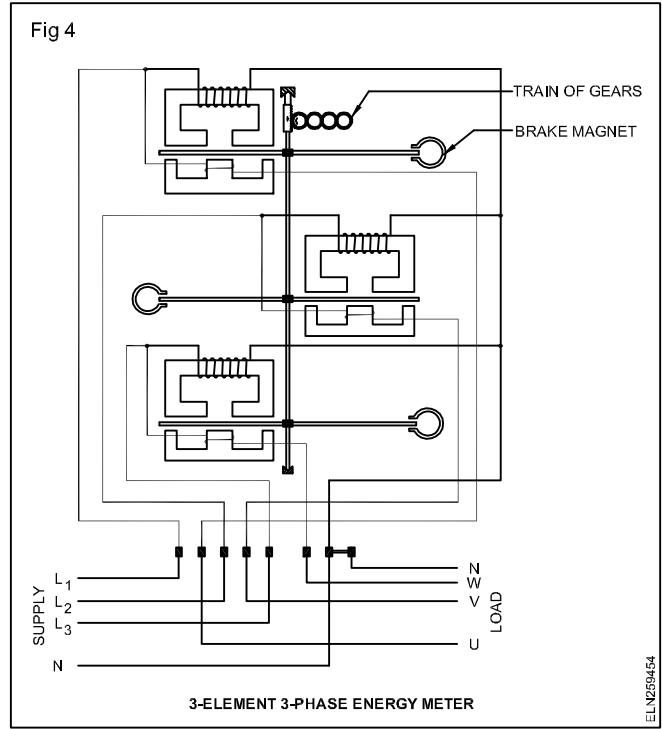 Fig 4
TRAIN OF GEARS
BRAKE MAGNET
SUPPLY
L1
L2
L3
N
N
W
V
U
LOAD
3-ELEMENT 3-PHASE ENERGY METER
ELN259454